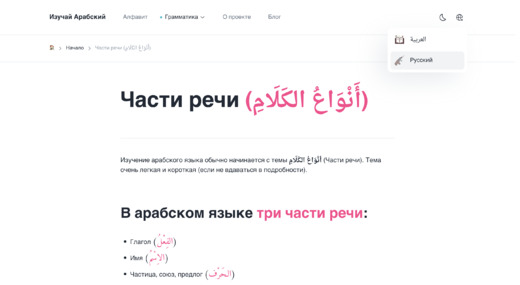 Изучай Арабский
Алфавит
Грамматика
О проекте
Блог
Начало
Части речи (أَنْوَاعُ الكَلَامِ)
العربية
Русский
Части речи (أَنْوَاعُ الكَلَامِ)
Изучение арабского языка обычно начинается с темы أَنْوَاعُ الكَلَامِ (Части речи). Тема
очень легкая и короткая (если не вдаваться в подробности).
В арабском языке три части речи:
Глагол (الفِعْلُ)
Имя (الاِسْمُ)
Частица, союз, предлог (الحَرْف)